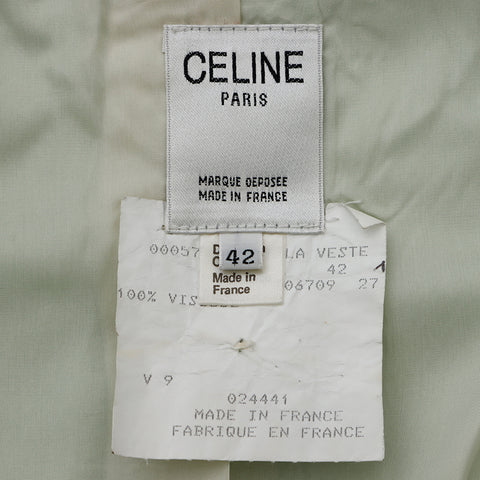 CELINE
PARIS
MARQUE DEPOSEE
MADE IN FRANCE
42
Made in
France
00057 LA VESTE
42
06709 27
100%
V 9
024441
MADE IN FRANCE
FABRIQUE EN FRANCE